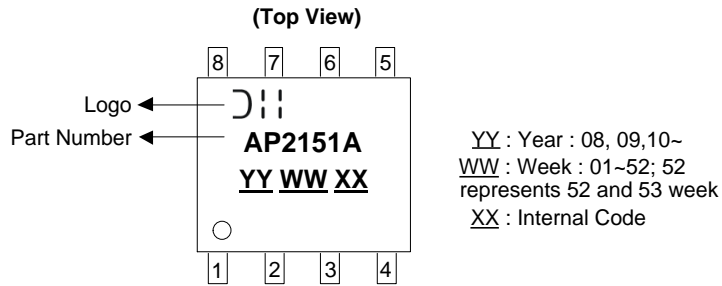 (Top View)
8 7 6 5
Logo
Part Number
AP2151A
YY WW XX
1 2 3 4
YY : Year : 08, 09,10~
WW : Week : 01~52; 52
represents 52 and 53 week
XX : Internal Code